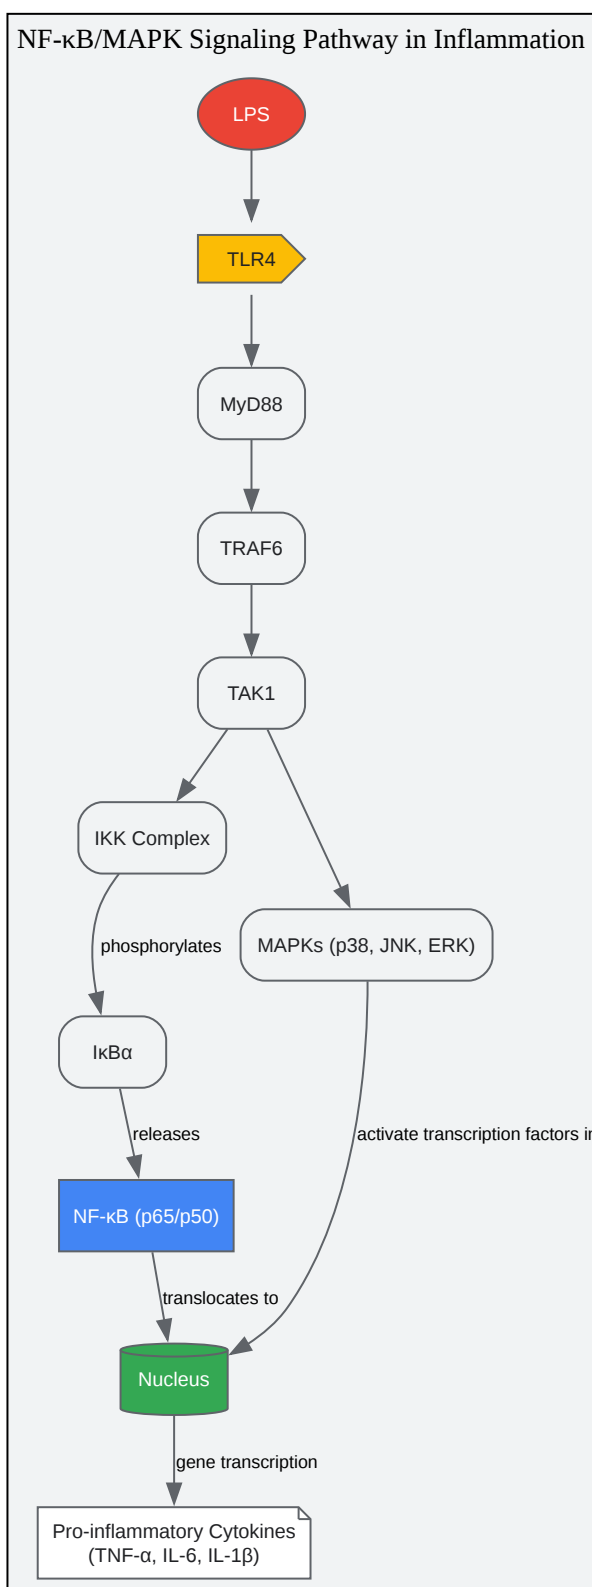 NF-κB/MAPK Signaling Pathway in Inflammation
LPS
TLR4
MyD88
TRAF6
TAK1
IKK Complex
phosphorylates
MAPKs (p38, JNK, ERK)
IκBα
releases
activate transcription factors in
NF-κB (p65/p50)
translocates to
Nucleus
gene transcription
Pro-inflammatory Cytokines
(TNF-α, IL-6, IL-1β)